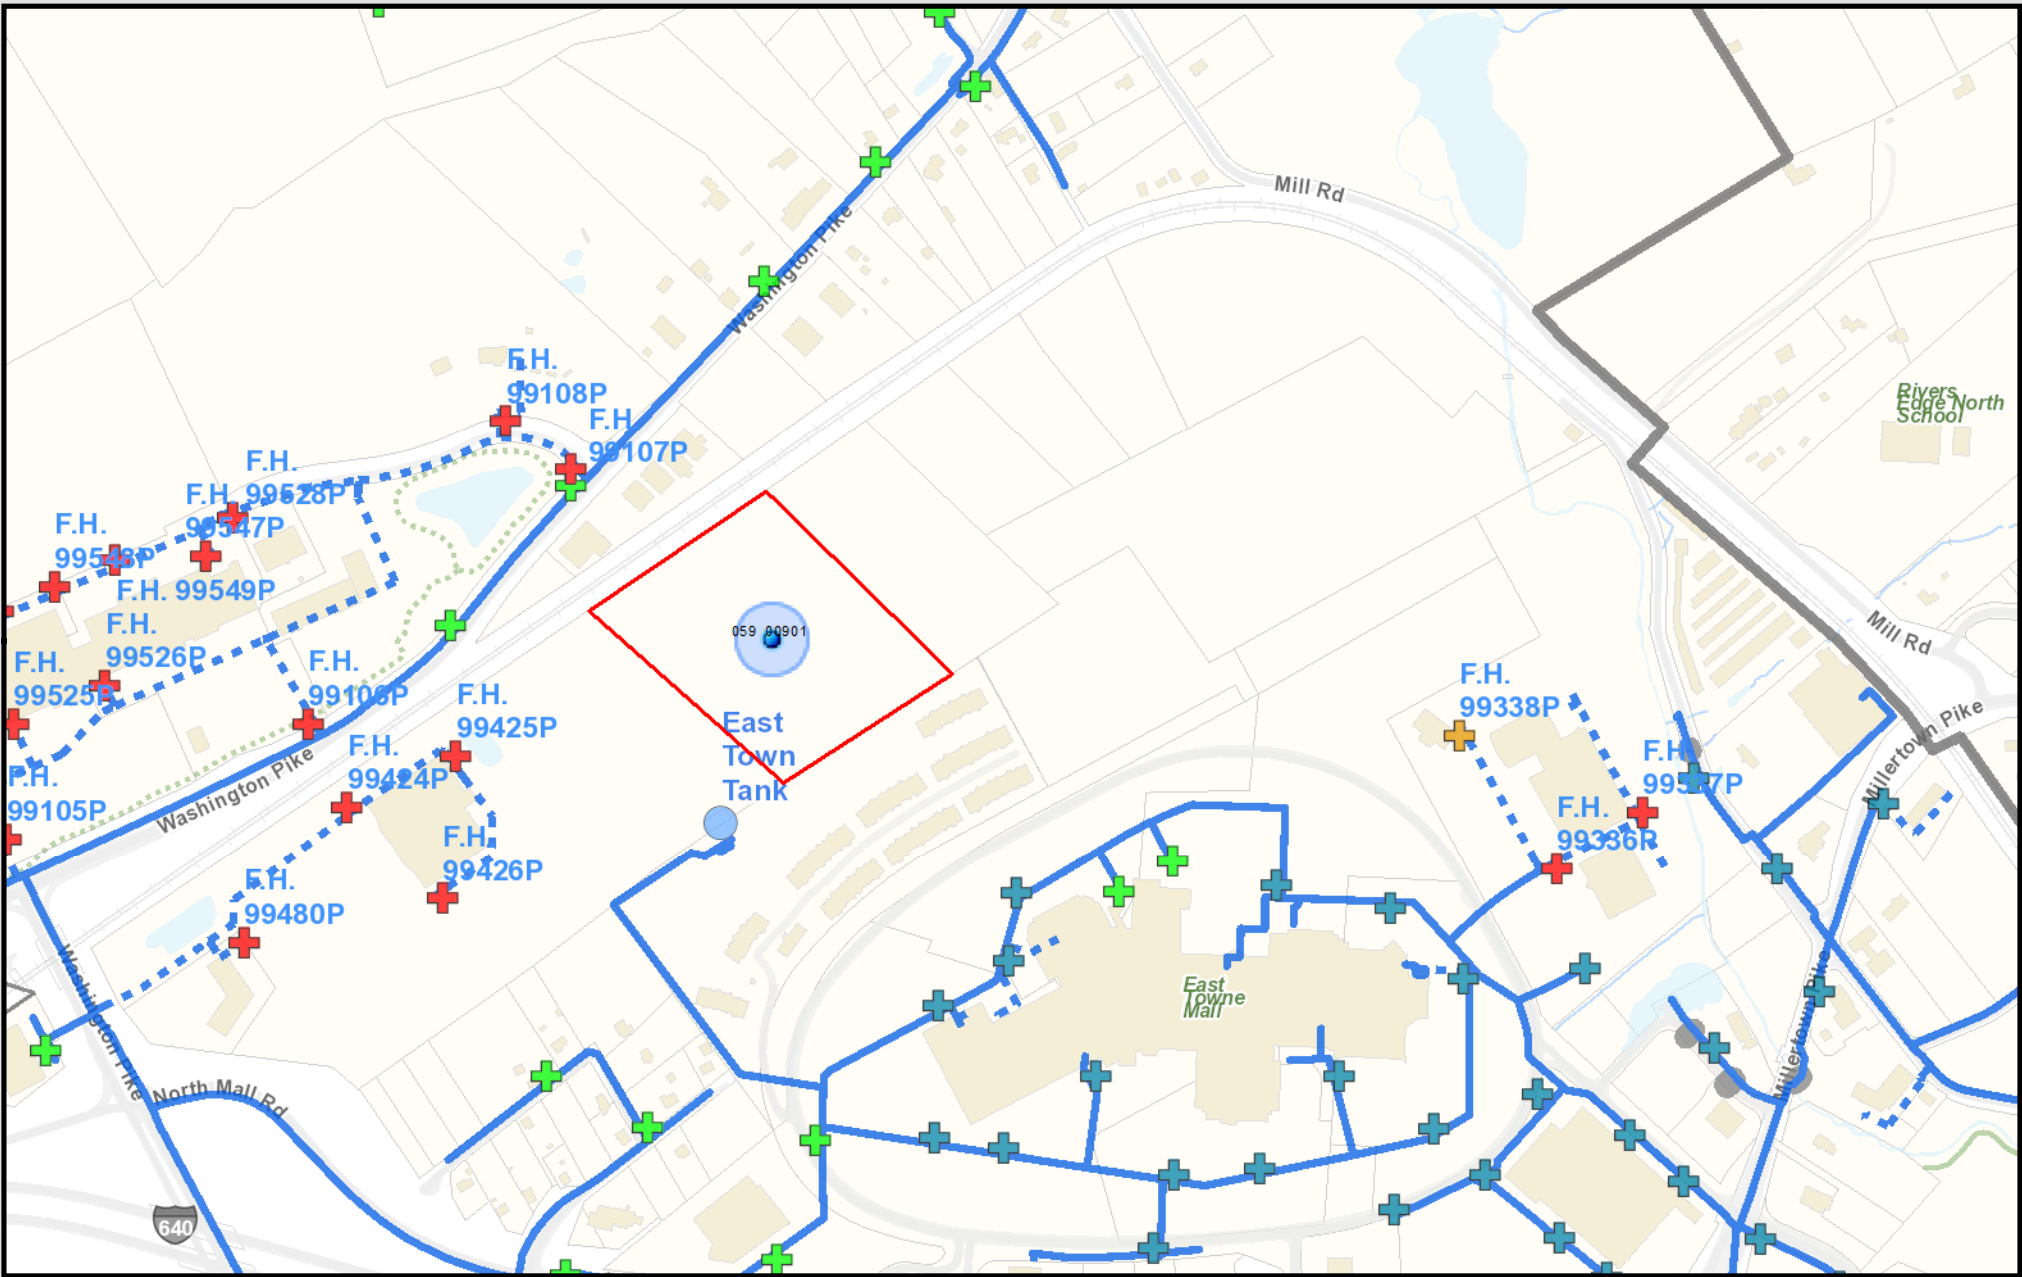 Mill Rd
Washington Pike
F.H.
99108P
F.H.
99107P
F.H.
99528P
F.H.
99547P
F.H.
99548P
F.H. 99549P
F.H.
99526P
F.H.
99525P
F.H.
99106P
F.H.
99105P
F.H.
99425P
F.H.
99424P
F.H.
99426P
F.H.
99480P
Washington Pike
059 00901
East
Town
Tank
Rivers
Edge North
School
Mill Rd
Millertown Pike
F.H.
99338P
F.H.
F.H.
99336P
East
Towne
Mall
Washington Pike
North Mall Rd
Millertown Pike
640